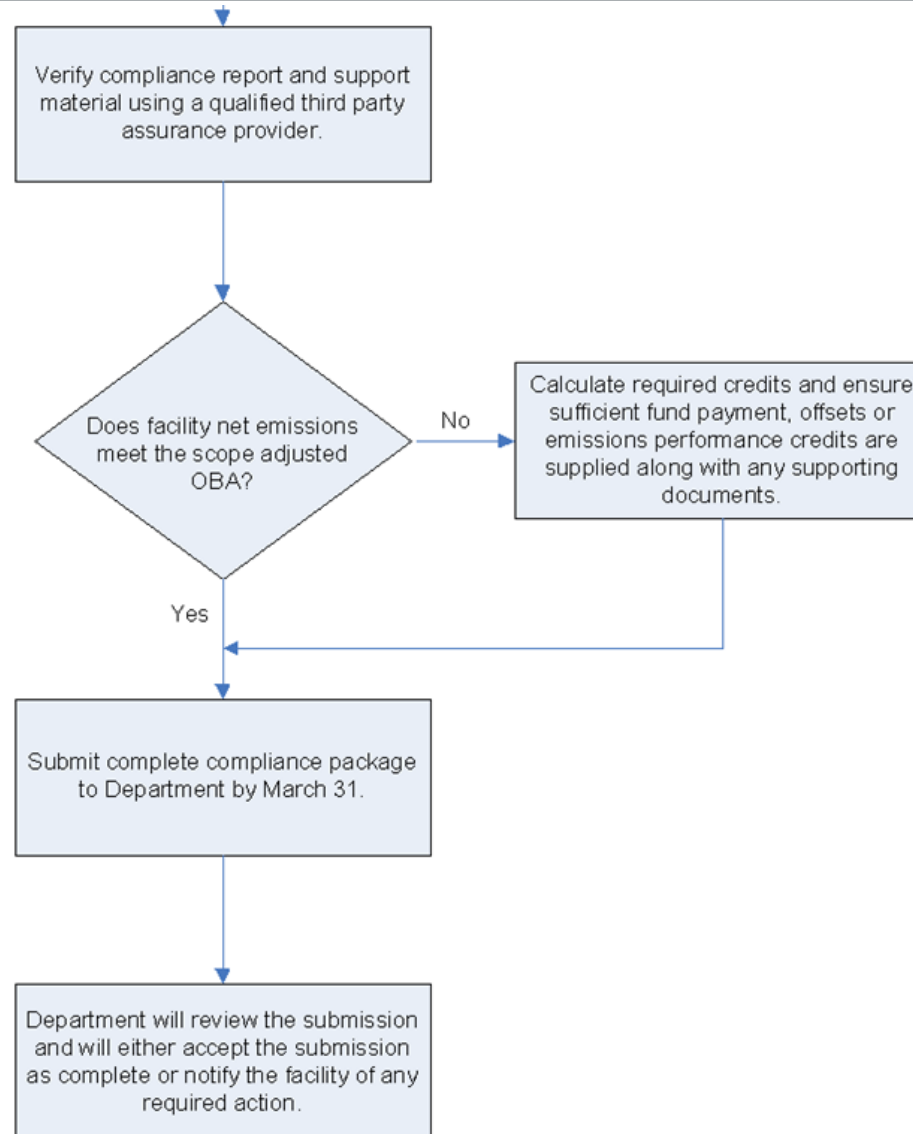 Verify compliance report and support
material using a qualified third party
assurance provider.
Does facility net emissions
meet the scope adjusted
OBA?
No
Calculate required credits and ensure
sufficient fund payment, offsets or
emissions performance credits are
supplied along with any supporting
documents.
Yes
Submit complete compliance package
to Department by March 31.
Department will review the submission
and will either accept the submission
as complete or notify the facility of any
required action.